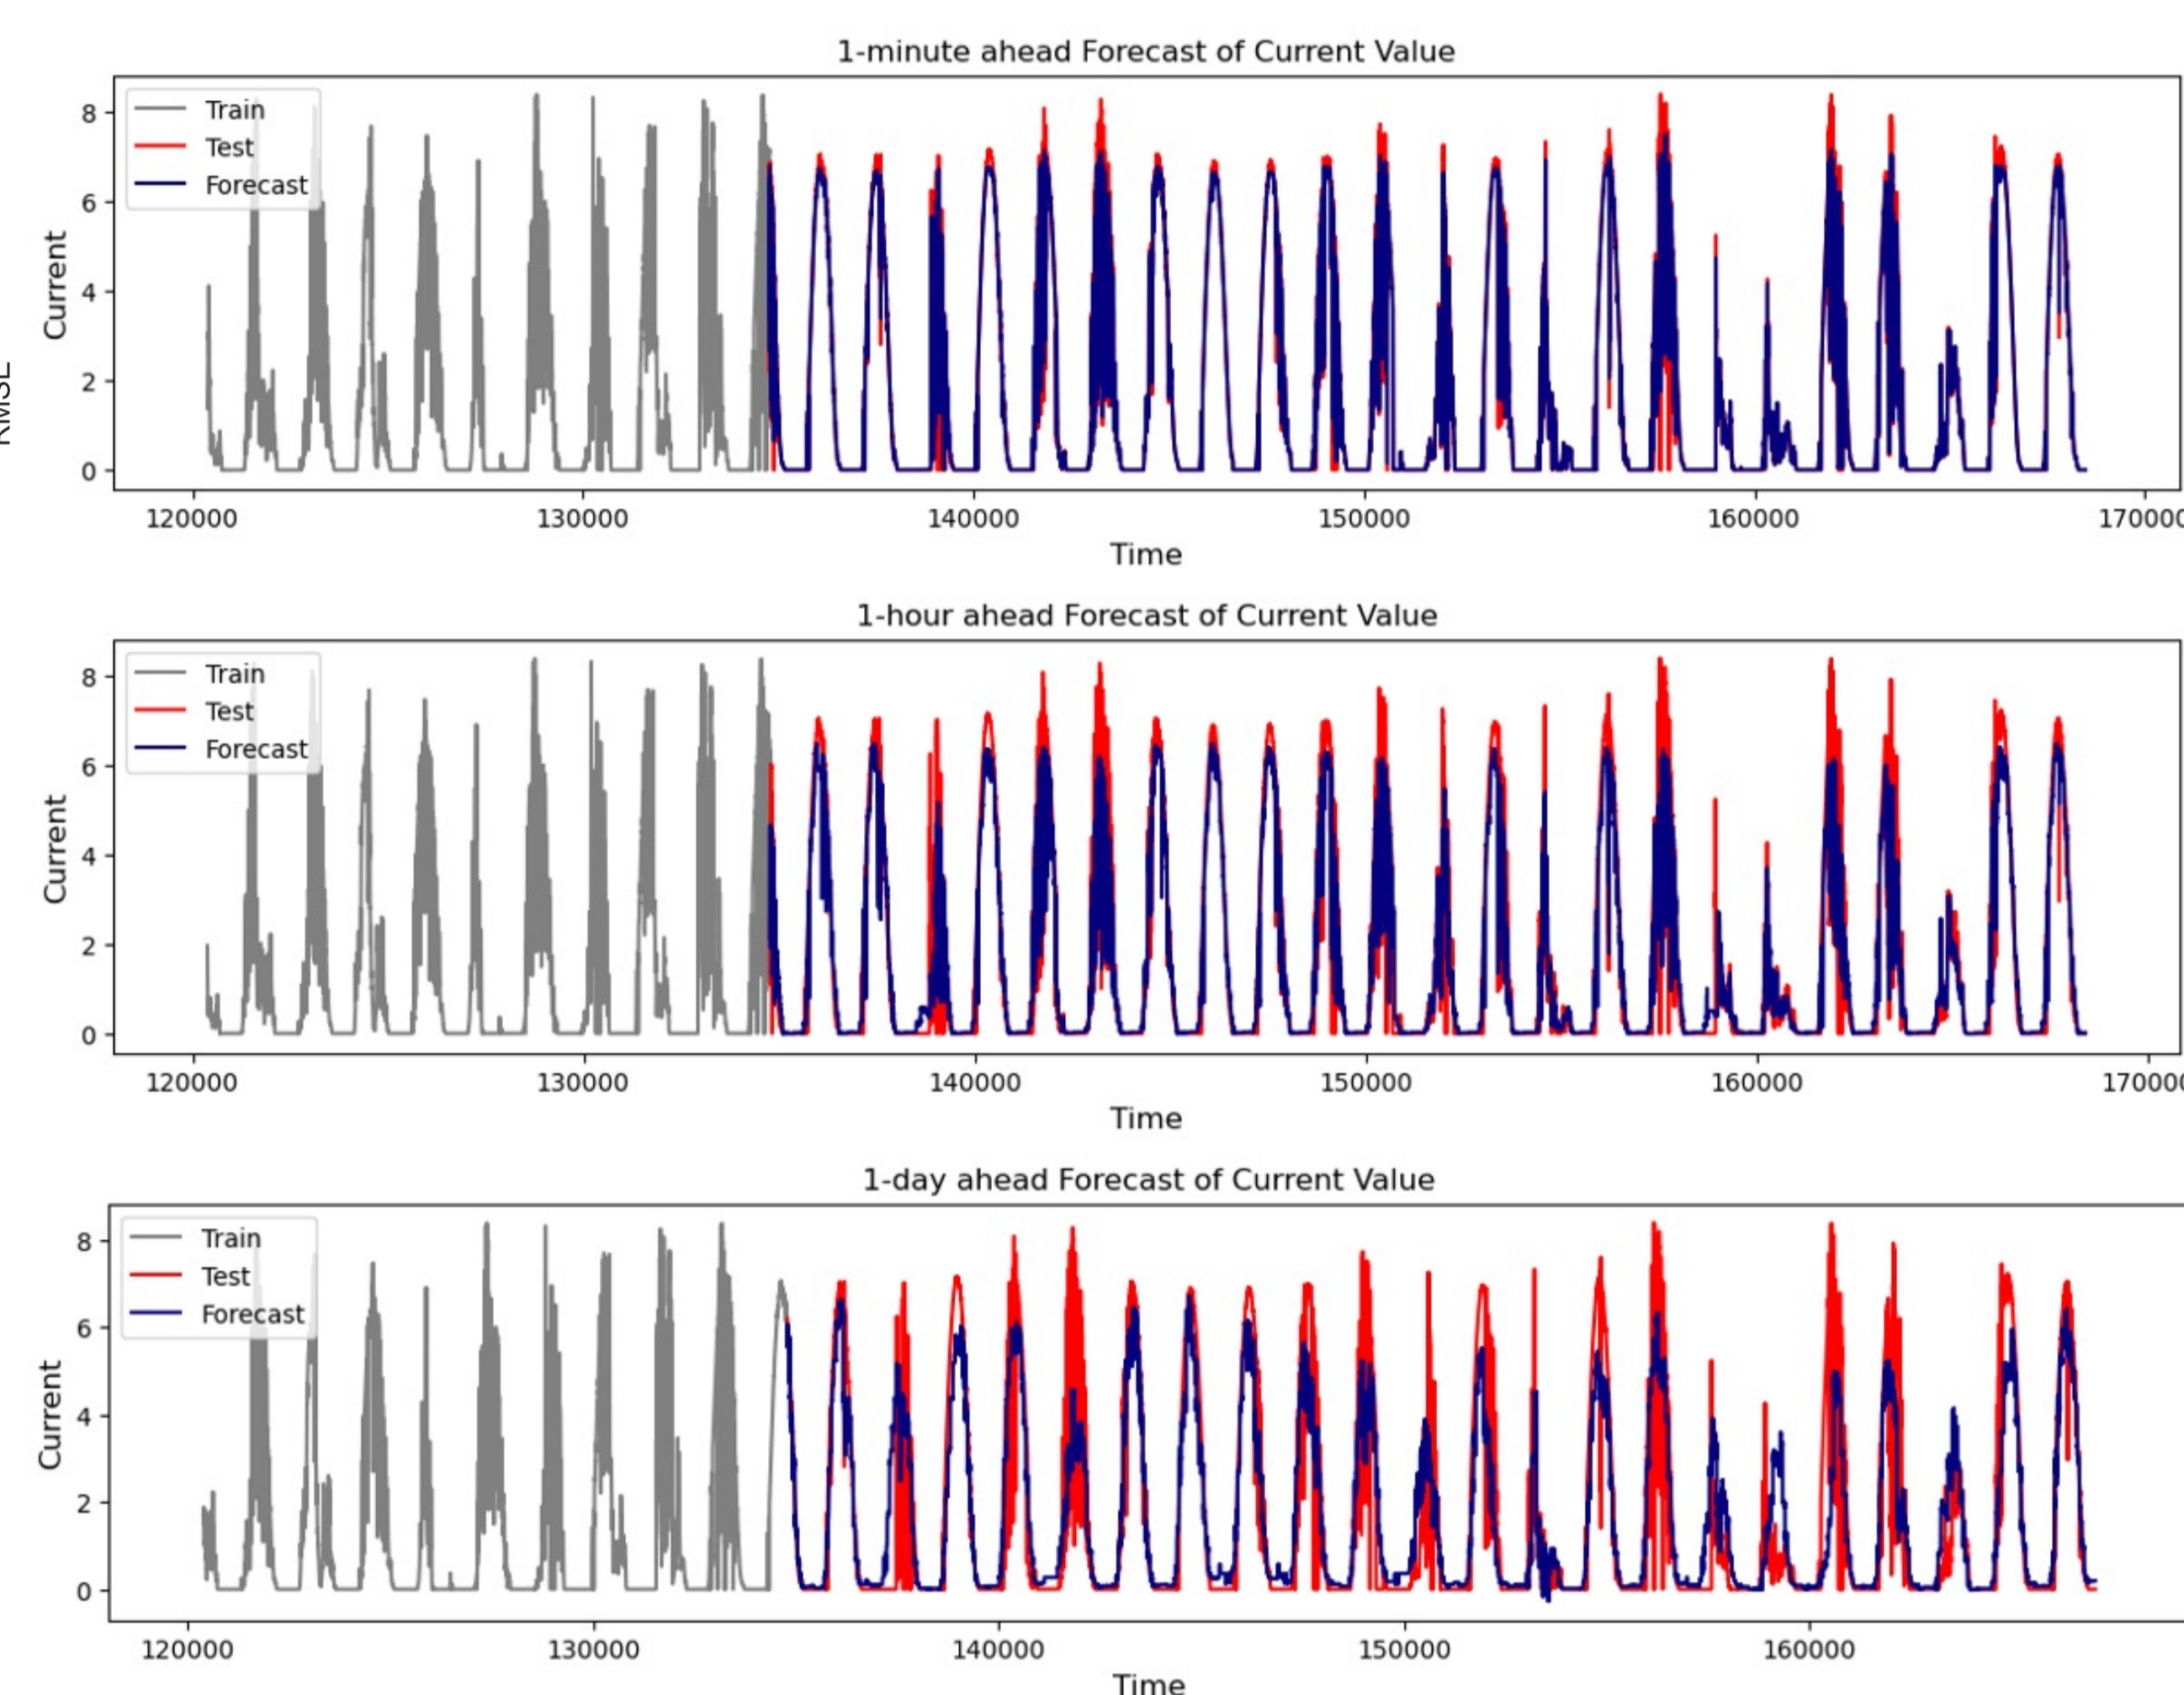 1-minute ahead Forecast of Current Value
Train
Test
Forecast
8
6
4
2
0
Current
RMSE
120000
130000
140000
150000
160000
170000
Time
1-hour ahead Forecast of Current Value
Train
Test
Forecast
8
6
4
2
0
Current
120000
130000
140000
150000
160000
170000
Time
1-day ahead Forecast of Current Value
Train
Test
Forecast
8
6
4
2
0
Current
120000
130000
140000
150000
160000
Time